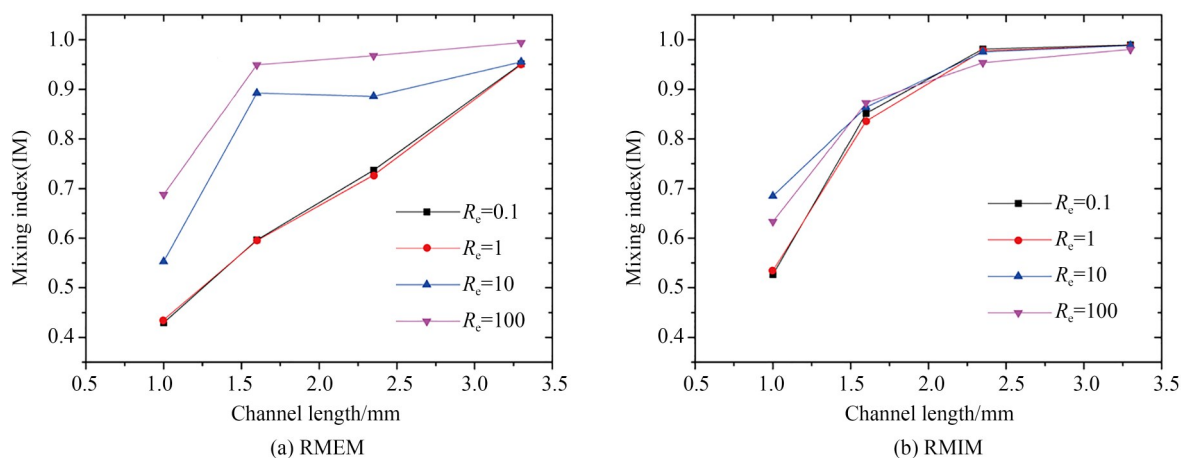 1.0
0.9
0.8
0.7
0.6
0.5
0.4
Mixing index(IM)
Re=0.1
Re=1
Re=10
Re=100
0.5 1.0 1.5 2.0 2.5 3.0 3.5
Channel length/mm
(a) RMEM
1.0
0.9
0.8
0.7
0.6
0.5
0.4
Mixing index(IM)
Re=0.1
Re=1
Re=10
Re=100
0.5 1.0 1.5 2.0 2.5 3.0 3.5
Channel length/mm
(b) RMIM